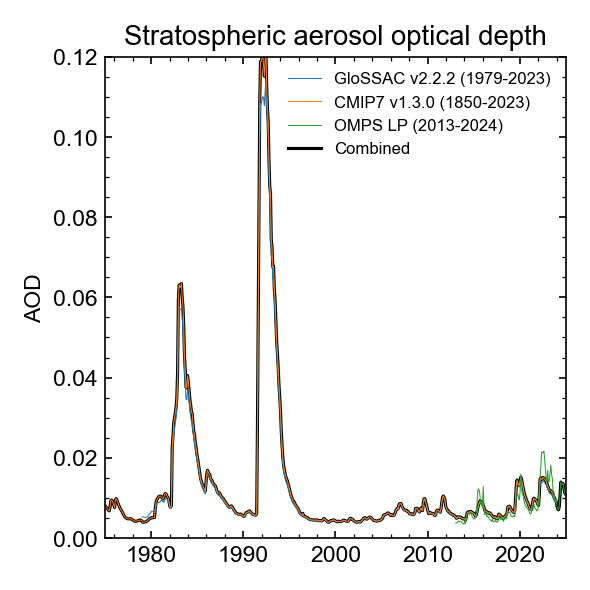 Stratospheric aerosol optical depth
0.12
0.10
0.08
0.06
0.04
0.02
0.00
AOD
GloSSAC v2.2.2 (1979-2023)
CMIP7 v1.3.0 (1850-2023)
OMPS LP (2013-2024)
Combined
1980
1990
2000
2010
2020